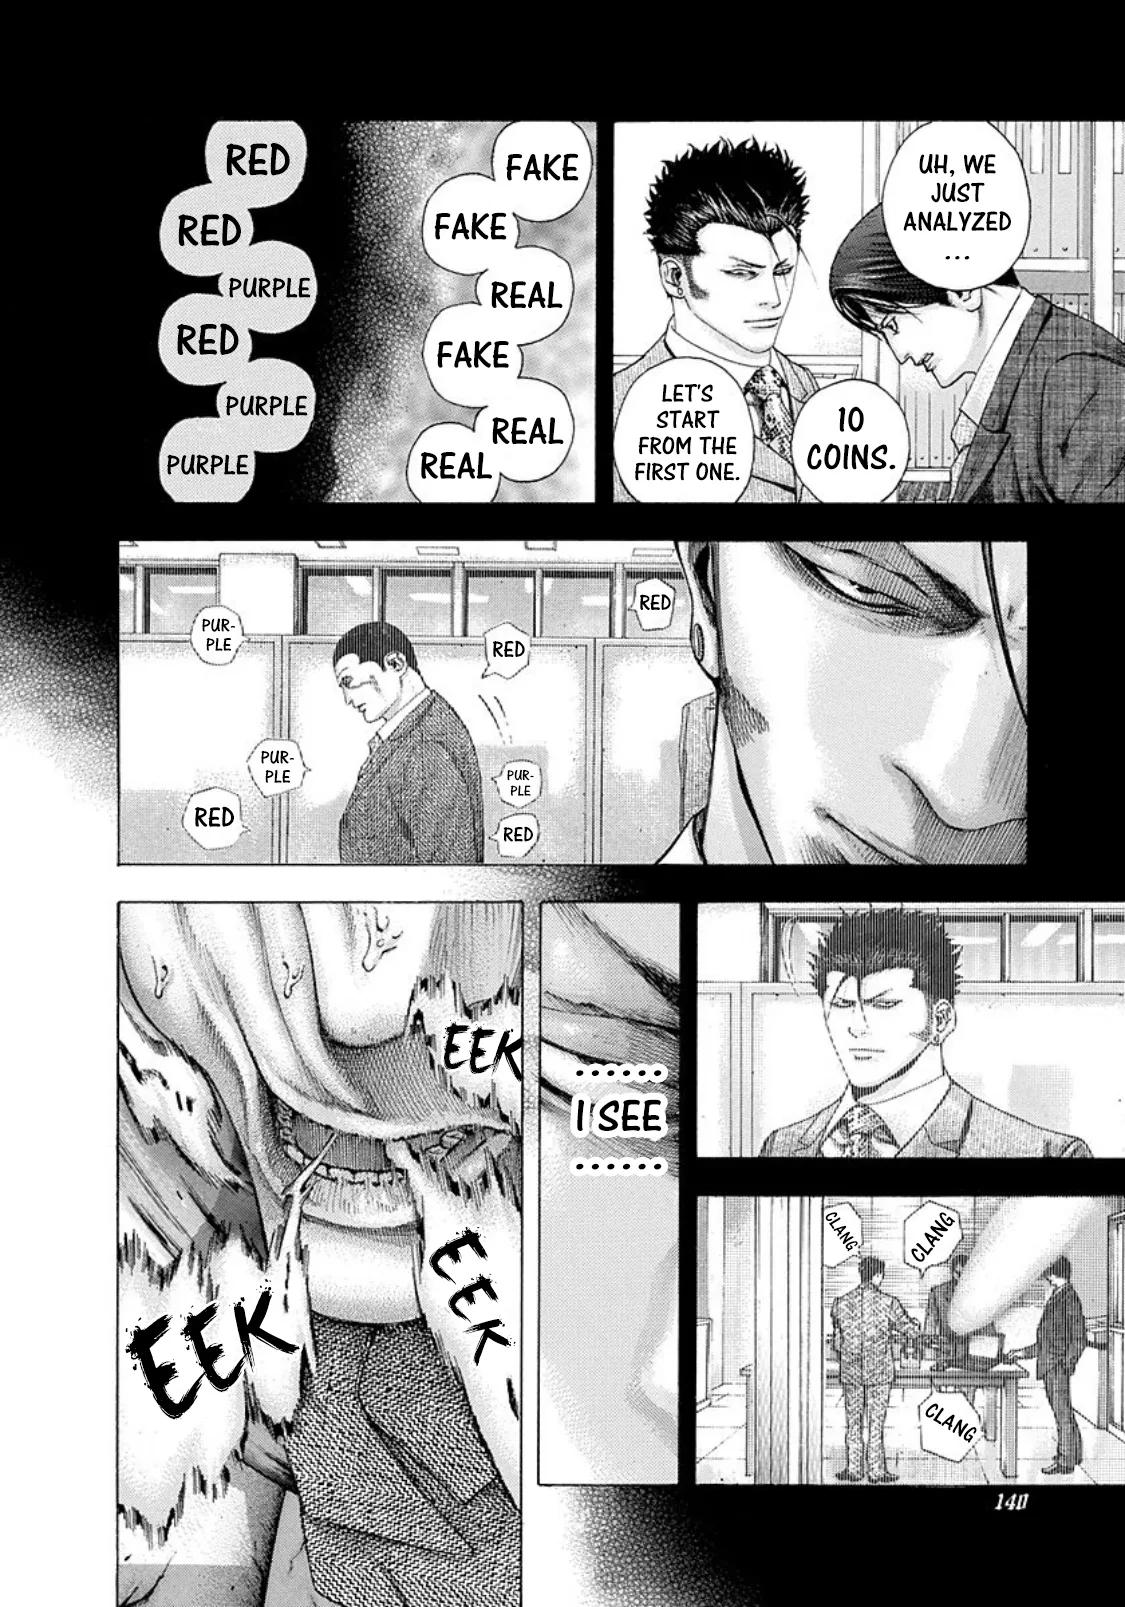 UH, WE
JUST
ANALYZED
...
10
COINS.
LET'S
START
FROM THE
FIRST ONE.
FAKE
FAKE
REAL
FAKE
REAL
REAL
RED
RED
PURPLE
RED
PURPLE
PURPLE
RED
RED
PUR-
PLE
RED
PUR-
PLE
PUR-
PLE
RED
......
I SEE
......
CLANG
CLANG
CLANG
EEK
EEK
EEK
140